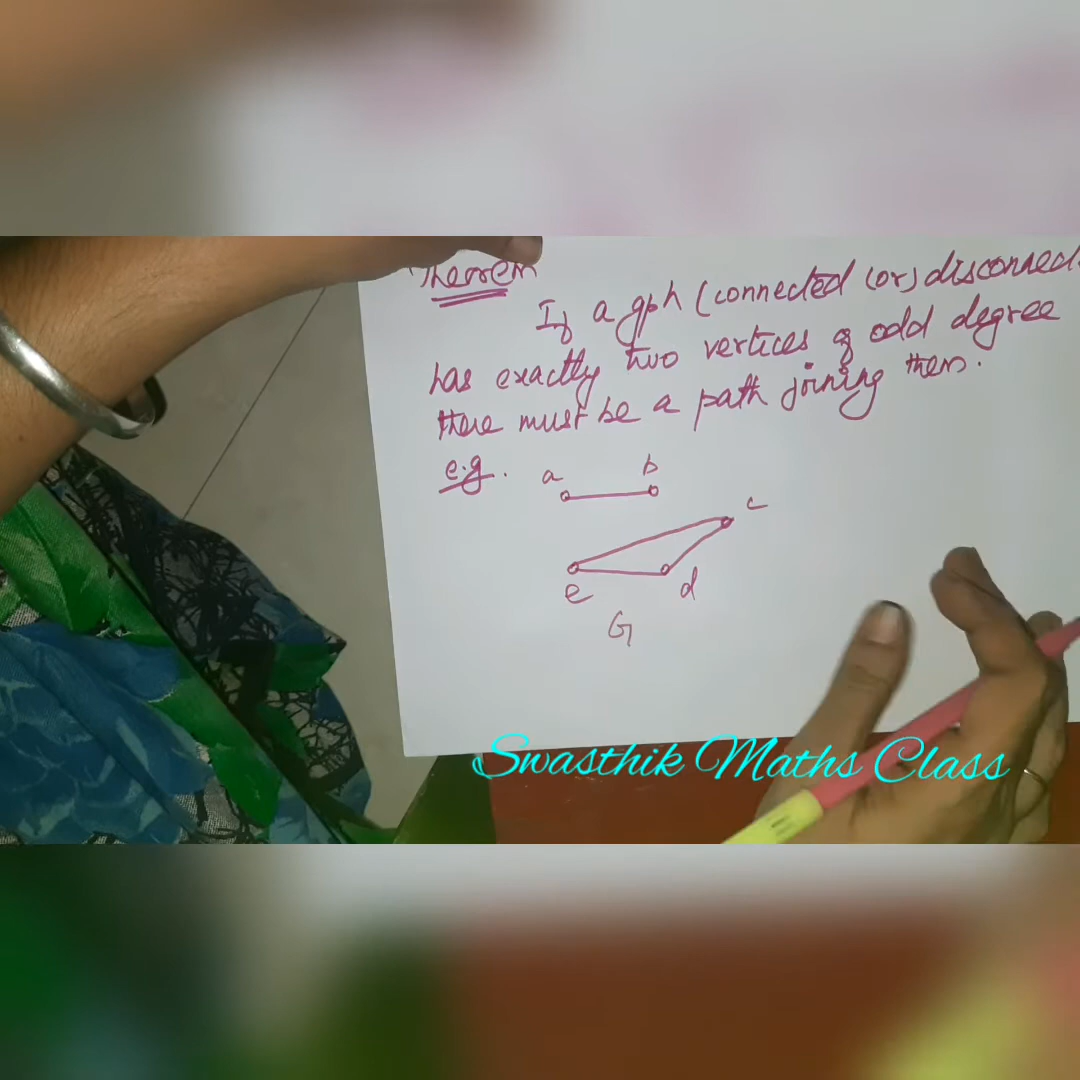 Theorem
If a gph (connected (or) disconnec
has exactly two vertices of odd degree
there must be a path joining them.
e.g. a b
c
e d
G
Swasthik Maths Class